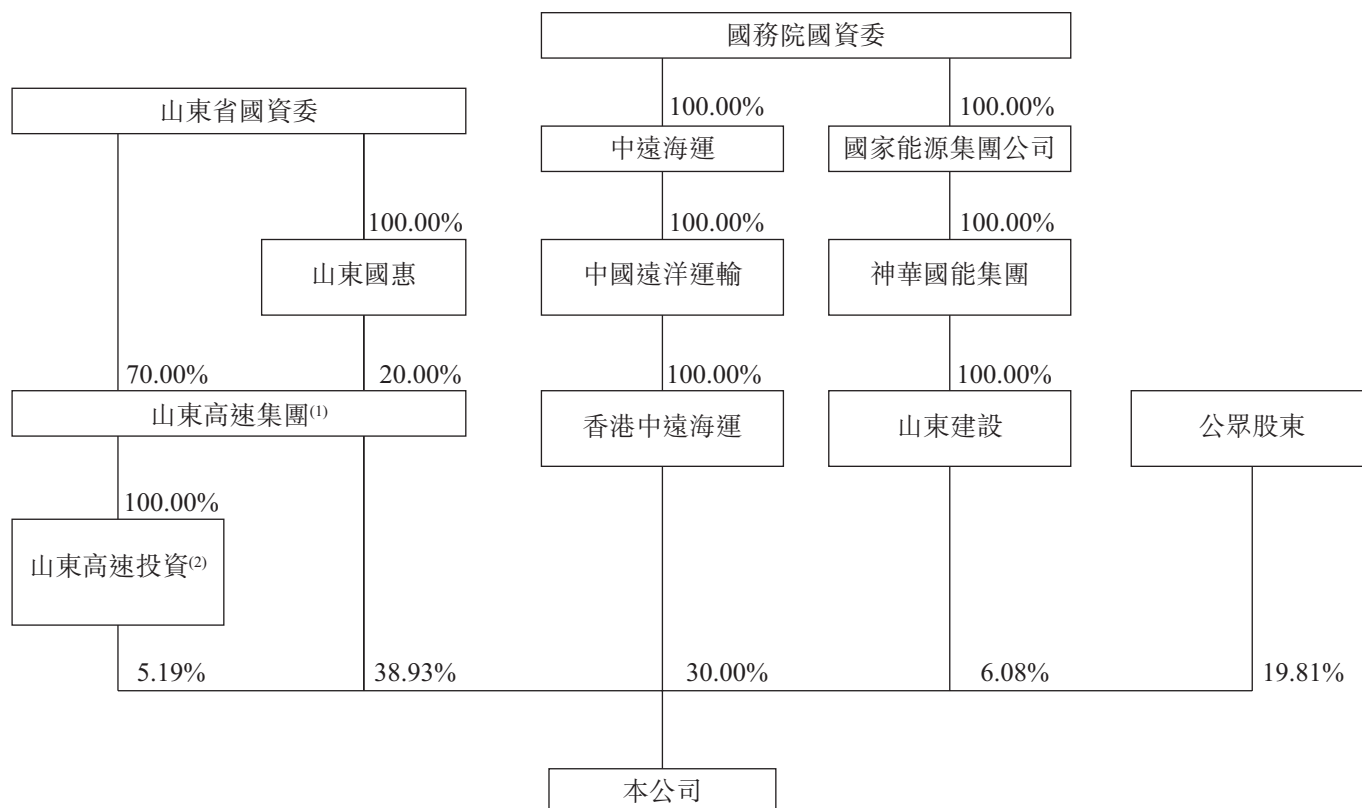 國務院國資委
山東省國資委
100.00%
100.00%
中遠海運
國家能源集團公司
100.00%
100.00%
100.00%
山東國惠
中國遠洋運輸
神華國能集團
70.00%
20.00%
100.00%
100.00%
山東高速集團(1)
香港中遠海運
山東建設
公眾股東
100.00%
山東高速投資(2)
5.19%
38.93%
30.00%
6.08%
19.81%
本公司